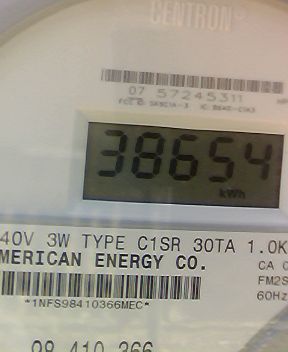 CENTRON
07 57245311
38654
kWh
40V 3W TYPE C1SR 30TA 1.0K
MERICAN ENERGY CO.
CA
FM2S
60Hz
*1NFS98410366MEC*
98 410 366